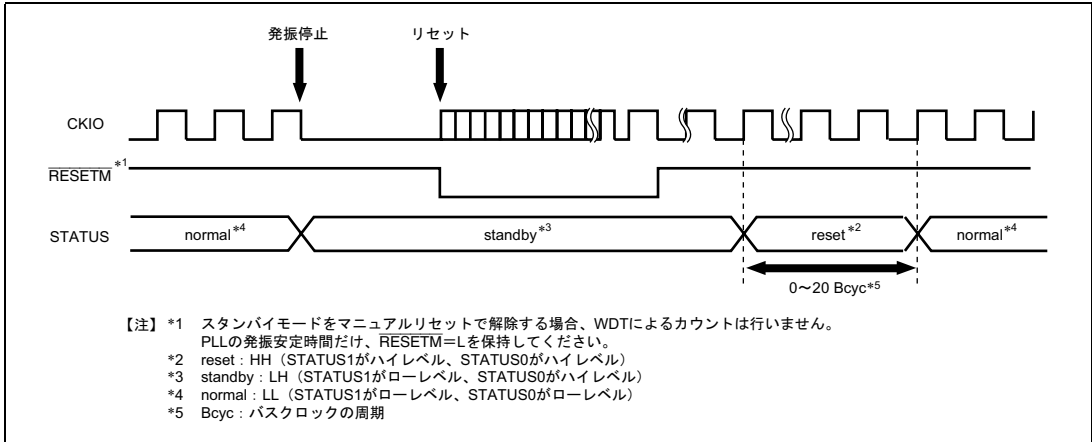 発振停止 リセット
CKIO
RESETM*1
STATUS normal*4 standby*3 reset*2 normal*4
0～20 Bcyc*5
【注】 *1 スタンバイモードをマニュアルリセットで解除する場合、WDTによるカウントは行いません。
PLLの発振安定時間だけ、RESETM＝Lを保持してください。
*2 reset：HH（STATUS1がハイレベル、STATUS0がハイレベル）
*3 standby：LH（STATUS1がローレベル、STATUS0がハイレベル）
*4 normal：LL（STATUS1がローレベル、STATUS0がローレベル）
*5 Bcyc：バスクロックの周期